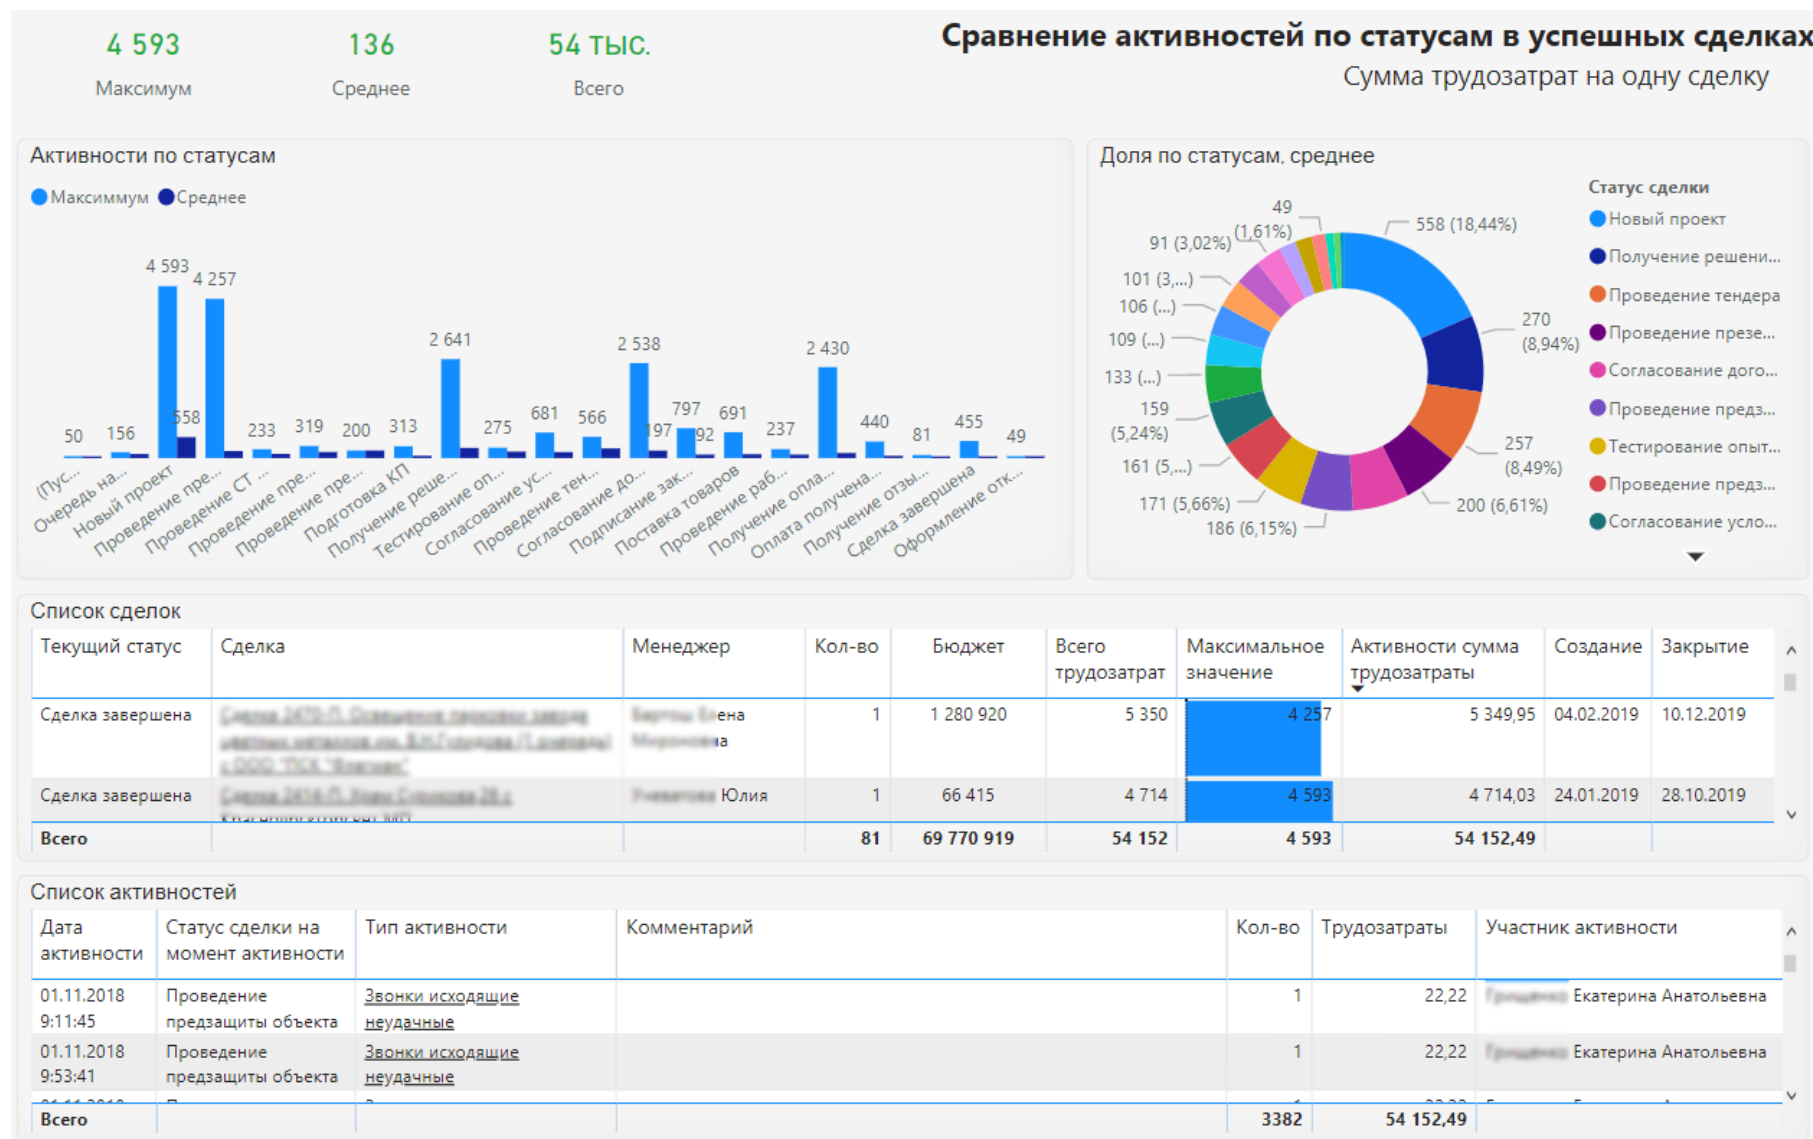 4 593
136
54 тыс.
Максимум
Среднее
Всего
Сравнение активностей по статусам в успешных сделках
Сумма трудозатрат на одну сделку
Активности по статусам
Максиммум Среднее
4 593
4 257
2 641
2 538
2 430
50
156
558
233
319
200
313
275
681
566
197
797
92
691
237
440
81
455
49
(Пус...
Очередь на...
Новый проект
Проведение пре...
Проведение СТ ...
Проведение пре...
Проведение пре...
Подготовка КП
Получение реше...
Тестирование оп...
Согласование ус...
Проведение тен...
Согласование до...
Подписание зак...
Поставка товаров
Проведение раб...
Получение опла...
Оплата получена...
Получение отзы...
Сделка завершена
Оформление отк...
Доля по статусам, среднее
558 (18,44%)
270
(8,94%)
257
(8,49%)
200 (6,61%)
186 (6,15%)
171 (5,66%)
161 (5,...)
159
(5,24%)
133 (...)
109 (...)
106 (...)
101 (3,...)
91 (3,02%)
49
(1,61%)
Статус сделки
Новый проект
Получение решени...
Проведение тендера
Проведение презе...
Согласование дого...
Проведение предз...
Тестирование опыт...
Проведение предз...
Согласование усло...
Список сделок
Текущий статус Сделка Менеджер Кол-во Бюджет Всего трудозатрат Максимальное значение Активности сумма трудозатраты Создание Закрытие
Сделка завершена ена 1 1 280 920 5 350 4 257 5 349,95 04.02.2019 10.12.2019
Сделка завершена Юлия 1 66 415 4 714 4 593 4 714,03 24.01.2019 28.10.2019
Всего 81 69 770 919 54 152 4 593 54 152,49
Список активностей
Дата активности Статус сделки на момент активности Тип активности Комментарий Кол-во Трудозатраты Участник активности
01.11.2018 Проведение Звонки исходящие 1 22,22 Екатерина Анатольевна
9:11:45 предзащиты объекта неудачные
01.11.2018 Проведение Звонки исходящие 1 22,22 Екатерина Анатольевна
9:53:41 предзащиты объекта неудачные
Всего 3382 54 152,49